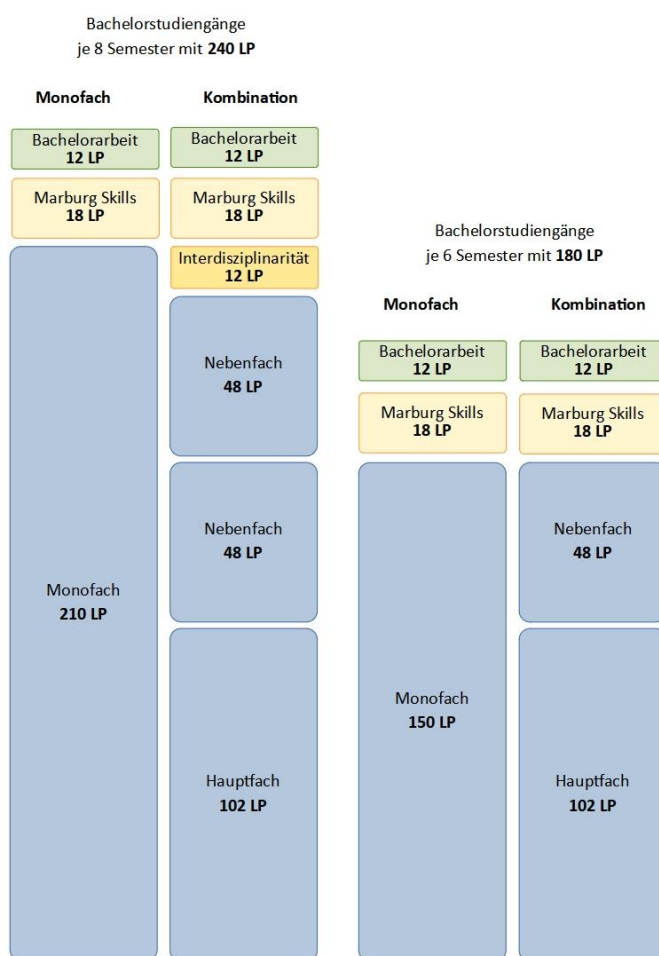 Bachelorstudiengänge
je 8 Semester mit 240 LP
Monofach
Kombination
Bachelorarbeit
12 LP
Marburg Skills
18 LP
Monofach
210 LP
Bachelorarbeit
12 LP
Marburg Skills
18 LP
Interdisziplinarität
12 LP
Nebenfach
48 LP
Nebenfach
48 LP
Hauptfach
102 LP
Bachelorstudiengänge
je 6 Semester mit 180 LP
Monofach
Kombination
Bachelorarbeit
12 LP
Marburg Skills
18 LP
Monofach
150 LP
Bachelorarbeit
12 LP
Marburg Skills
18 LP
Nebenfach
48 LP
Hauptfach
102 LP